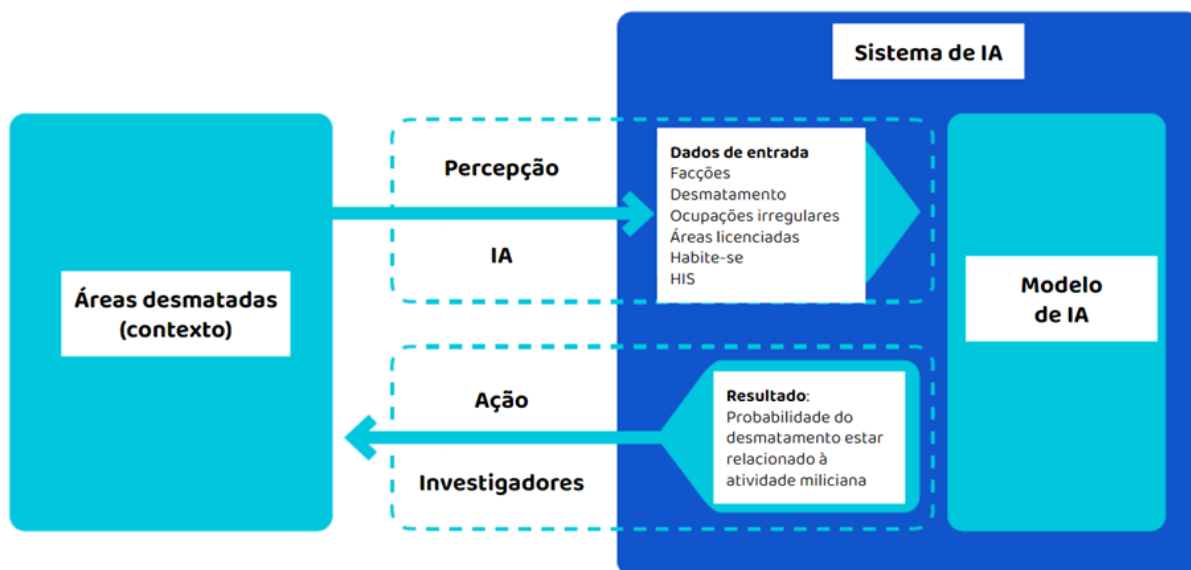 Sistema de IA
Percepção
IA
Dados de entrada
Facções
Desmatamento
Ocupações irregulares
Áreas licenciadas
Habite-se
HIS
Áreas desmatadas
(contexto)
Modelo
de IA
Ação
Investigadores
Resultado:
Probabilidade do
desmatamento estar
relacionado à
atividade miliciana